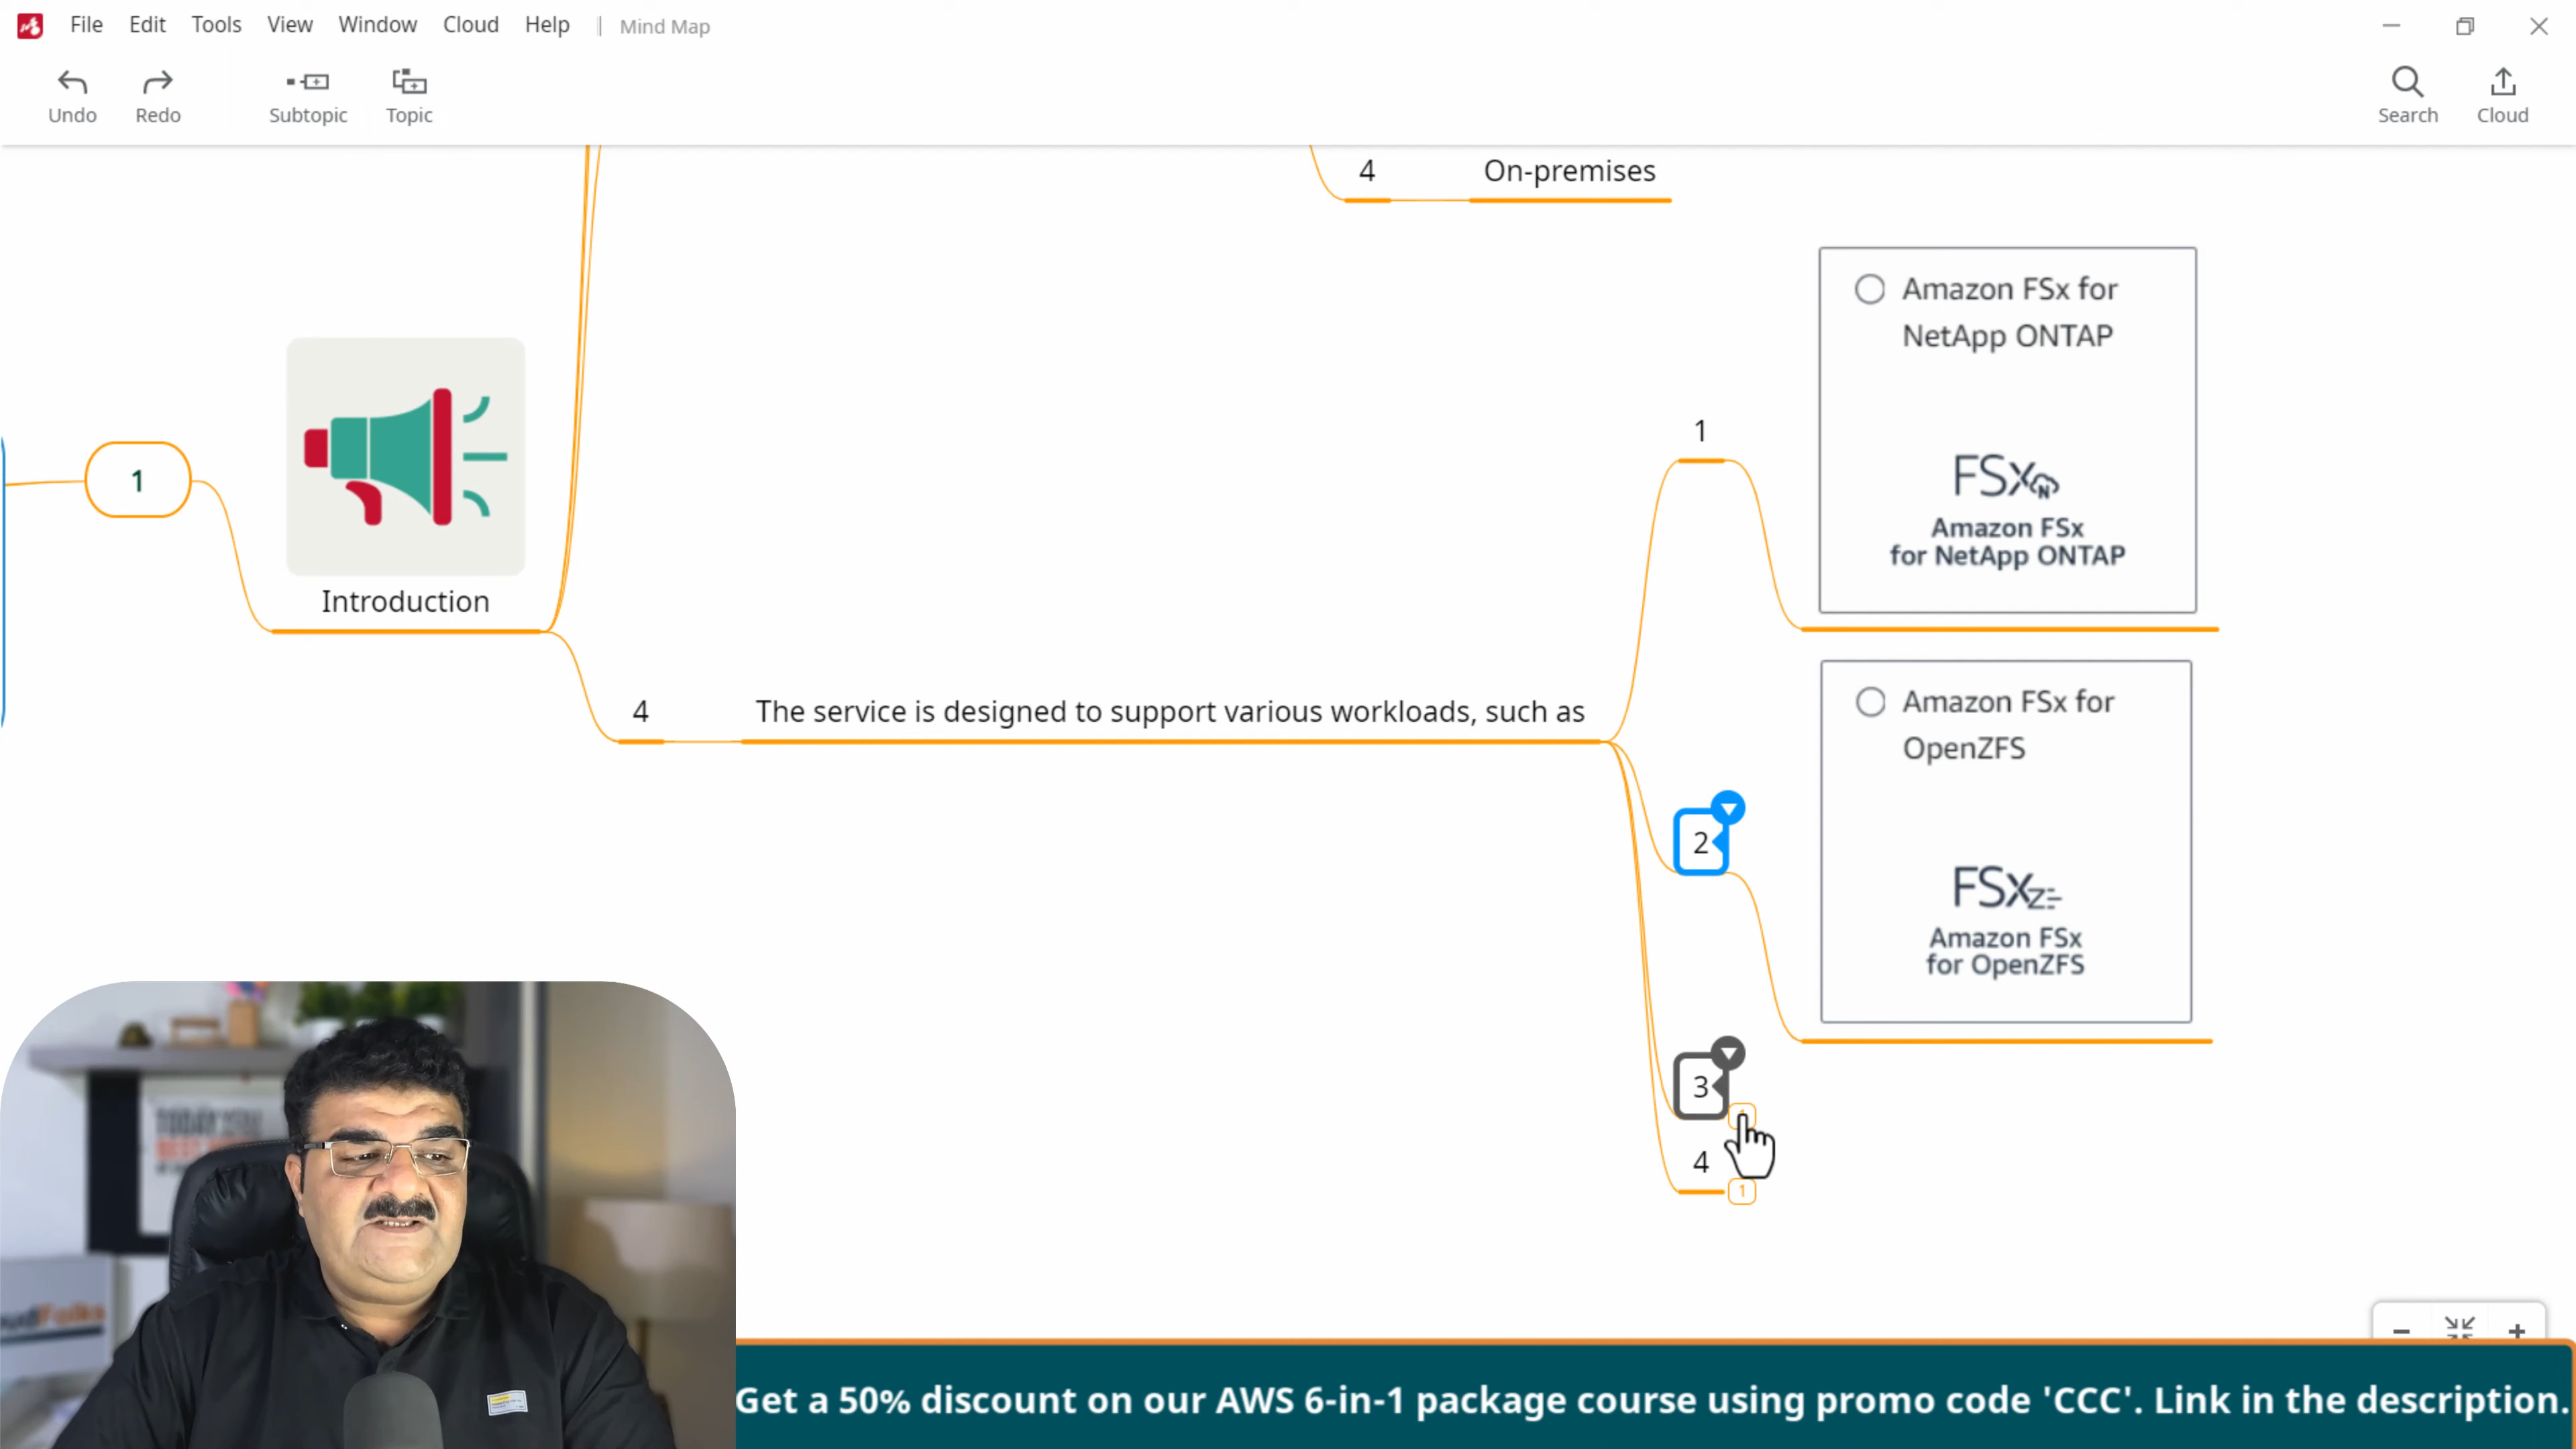 File Edit Tools View Window Cloud Help | Mind Map
Undo Redo Subtopic Topic Search Cloud
4 On-premises
Amazon FSx for
NetApp ONTAP
FSx N
Amazon FSx
for NetApp ONTAP
1
1
Introduction
4 The service is designed to support various workloads, such as
Amazon FSx for
OpenZFS
FSx Z
Amazon FSx
for OpenZFS
2
3
4
1
Get a 50% discount on our AWS 6-in-1 package course using promo code 'CCC'. Link in the description.